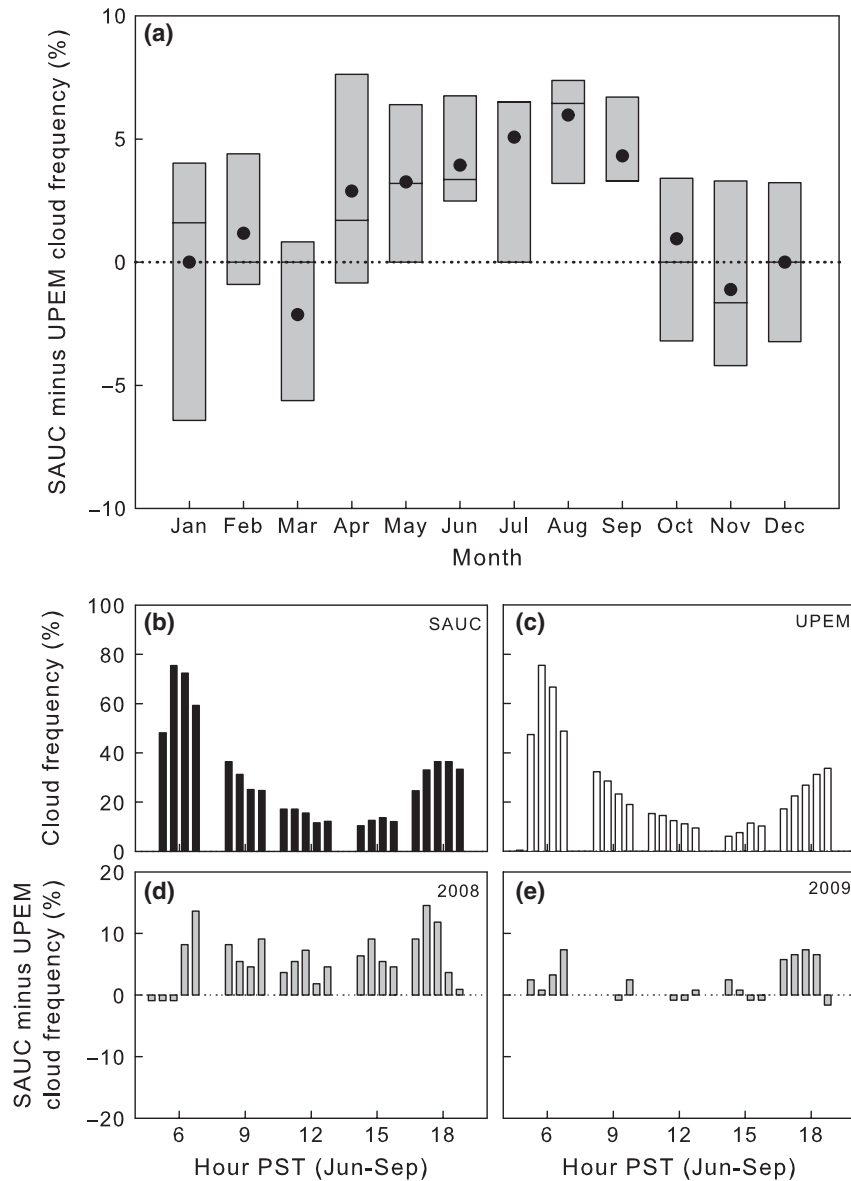 (a)
SAUC minus UPEM cloud frequency (%)
10
5
0
−5
−10
Jan Feb Mar Apr May Jun Jul Aug Sep Oct Nov Dec
Month
(b) SAUC
(c) UPEM
Cloud frequency (%)
100
80
60
40
20
0
(d) 2008
(e) 2009
SAUC minus UPEM
cloud frequency (%)
20
10
0
−10
−20
6 9 12 15 18
6 9 12 15 18
Hour PST (Jun-Sep)
Hour PST (Jun-Sep)